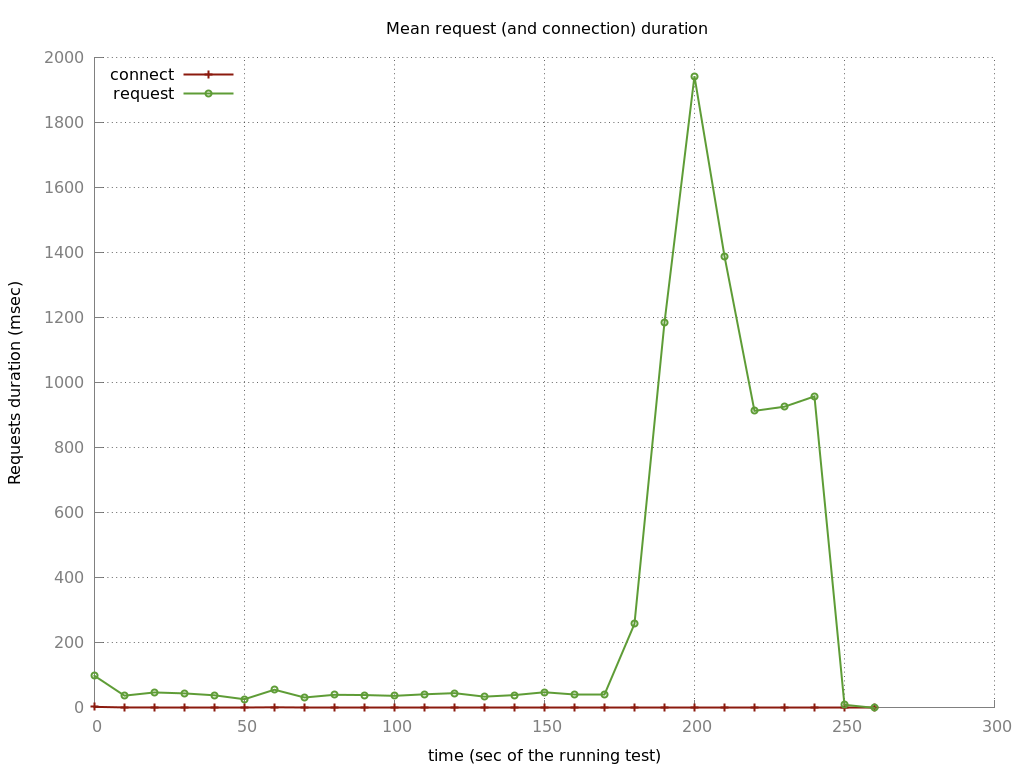 Mean request (and connection) duration
2000
1800
1600
1400
1200
1000
800
600
400
200
0
connect
request
Requests duration (msec)
0 50 100 150 200 250 300
time (sec of the running test)